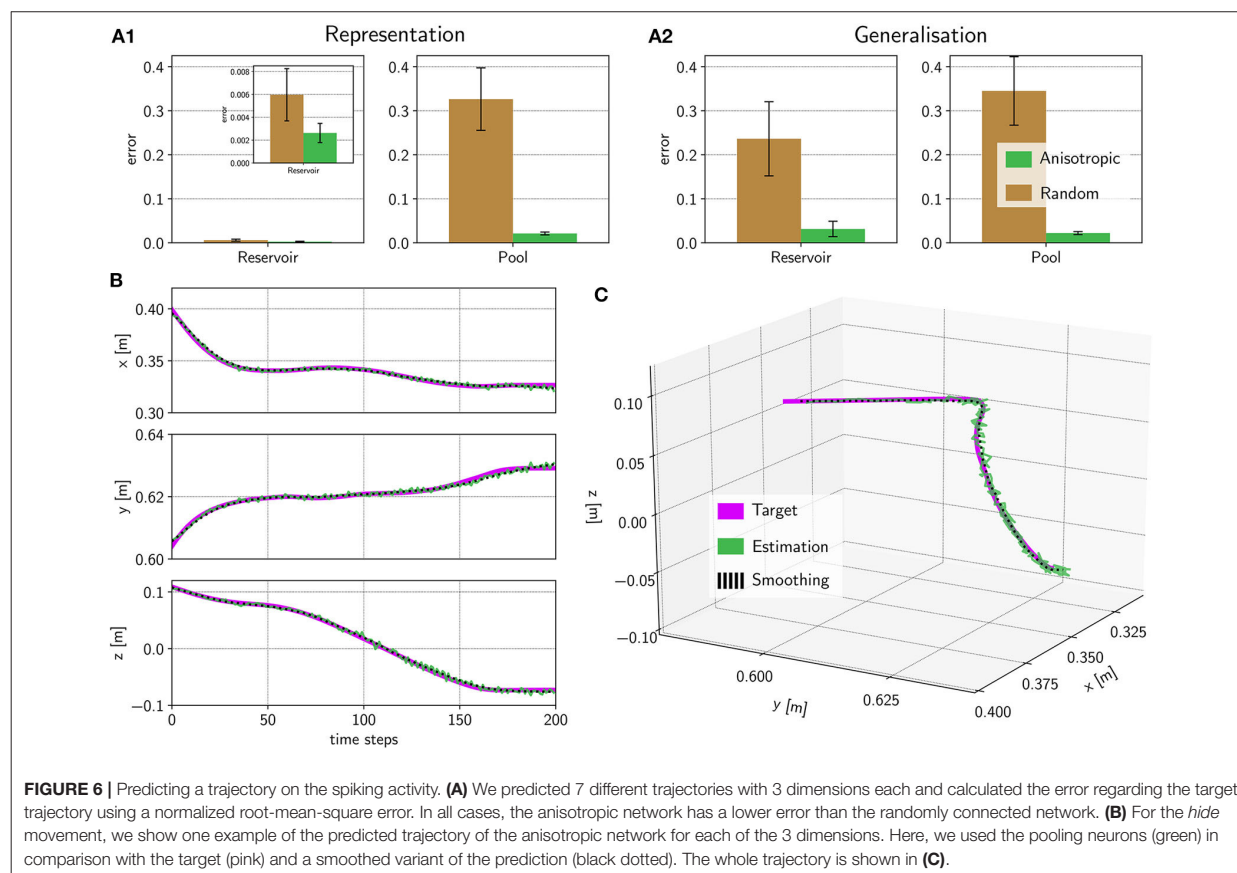 A1
Representation
0.4
0.3
0.2
0.1
0.0
error
0.008
0.006
0.004
0.002
0.000
error
Reservoir
Reservoir
0.4
0.3
0.2
0.1
0.0
Pool
A2
Generalisation
0.4
0.3
0.2
0.1
0.0
error
Reservoir
0.4
0.3
0.2
0.1
0.0
Anisotropic
Random
Pool
B
0.40
0.35
0.30
x [m]
0.64
0.62
0.60
y [m]
0.1
0.0
−0.1
z [m]
0
50
100
150
200
time steps
C
0.10
0.05
0.00
−0.05
−0.10
z [m]
Target
Estimation
Smoothing
0.600
0.625
y [m]
0.400
0.375
0.350
0.325
x [m]
FIGURE 6 | Predicting a trajectory on the spiking activity. (A) We predicted 7 different trajectories with 3 dimensions each and calculated the error regarding the target
trajectory using a normalized root-mean-square error. In all cases, the anisotropic network has a lower error than the randomly connected network. (B) For the hide
movement, we show one example of the predicted trajectory of the anisotropic network for each of the 3 dimensions. Here, we used the pooling neurons (green) in
comparison with the target (pink) and a smoothed variant of the prediction (black dotted). The whole trajectory is shown in (C).